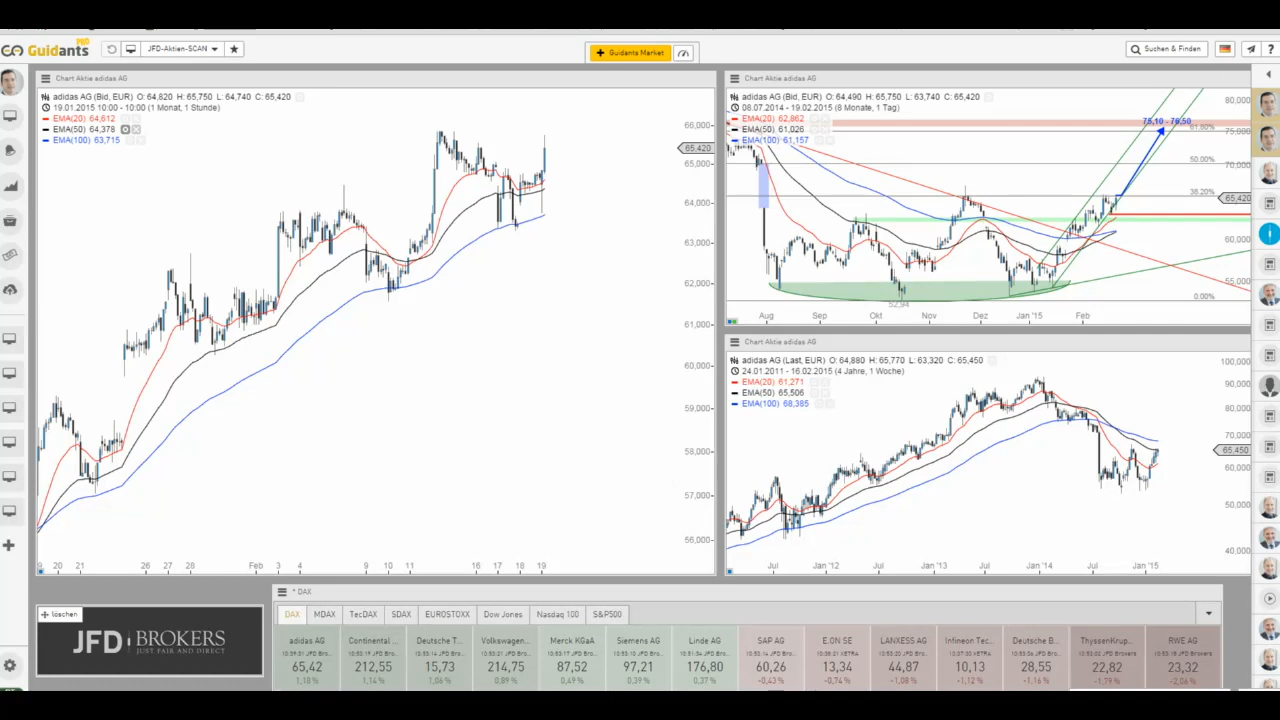 Guidants PRO
JFD-Aktien-SCAN
Guidants Market
Suchen & Finden
?
Chart Aktie adidas AG
adidas AG (Bid, EUR) O: 64,820 H: 65,750 L: 64,740 C: 65,420
19.01.2015 10:00 - 10:00 (1 Monat, 1 Stunde)
EMA(20) 64,612
EMA(50) 64,378
EMA(100) 63,715
66,000
65,420
65,000
64,000
63,000
62,000
61,000
60,000
59,000
58,000
57,000
56,000
9 20 21 26 27 28 Feb 3 4 9 10 11 16 17 18 19
Chart Aktie adidas AG
adidas AG (Bid, EUR) O: 64,490 H: 65,750 L: 63,740 C: 65,420
08.07.2014 - 19.02.2015 (8 Monate, 1 Tag)
EMA(20) 62,862
EMA(50) 61,026
EMA(100) 61,157
80,000
75,10 - 76,50
61.80%
75,000
50.00%
70,000
38.20%
65,420
60,000
55,000
0.00%
52,94
Aug Sep Okt Nov Dez Jan '15 Feb
Chart Aktie adidas AG
adidas AG (Last, EUR) O: 64,880 H: 65,770 L: 63,320 C: 65,450
24.01.2011 - 16.02.2015 (4 Jahre, 1 Woche)
EMA(20) 61,271
EMA(50) 65,506
EMA(100) 68,385
100,000
90,000
80,000
70,000
65,450
60,000
50,000
40,000
Jul Jan '12 Jul Jan '13 Jul Jan '14 Jul Jan '15
löschen
JFD BROKERS
JUST FAIR AND DIRECT
* DAX
DAX MDAX TecDAX SDAX EUROSTOXX Dow Jones Nasdaq 100 S&P500
adidas AG Continental ... Deutsche T... Volkswagen... Merck KGaA Siemens AG Linde AG SAP AG E.ON SE LANXESS AG Infineon Tec... Deutsche B... ThyssenKrup... RWE AG
65,42 212,55 15,73 214,75 87,52 97,21 176,80 60,26 13,34 44,87 10,13 28,55 22,82 23,32
1,18 % 1,14 % 1,06 % 0,89 % 0,49 % 0,39 % 0,37 % -0,43 % -0,74 % -1,08 % -1,12 % -1,16 % -1,79 % -2,06 %